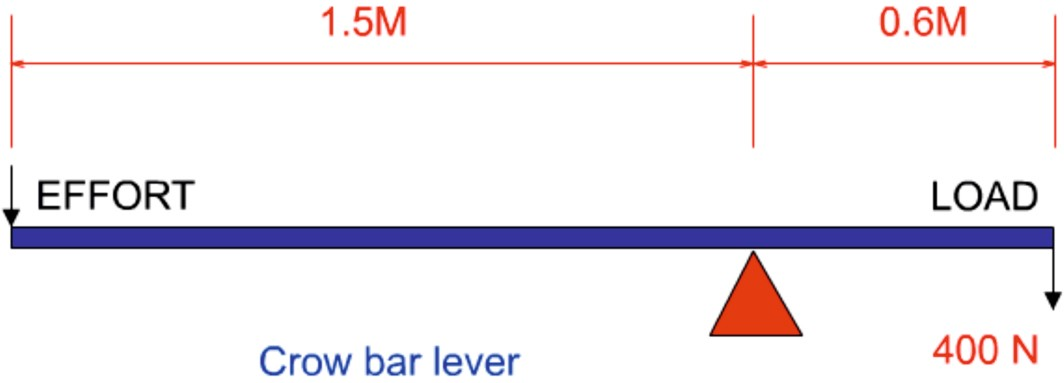 1.5M
0.6M
EFFORT
LOAD
Crow bar lever
400 N